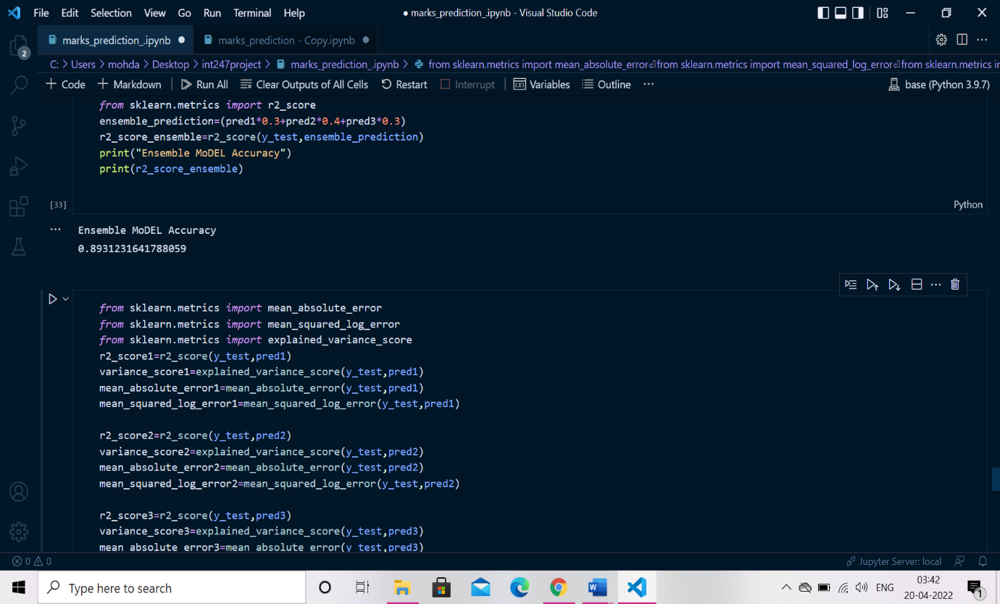 File Edit Selection View Go Run Terminal Help
● marks_prediction_.ipynb - Visual Studio Code
marks_prediction_.ipynb ●
marks_prediction - Copy.ipynb ●
2
C: > Users > mohda > Desktop > int247project > marks_prediction_.ipynb > from sklearn.metrics import mean_absolute_error⏎from sklearn.metrics import mean_squared_log_error⏎from sklearn.metrics i
+ Code + Markdown Run All Clear Outputs of All Cells Restart Interrupt Variables Outline ··· base (Python 3.9.7)
from sklearn.metrics import r2_score
ensemble_prediction=(pred1*0.3+pred2*0.4+pred3*0.3)
r2_score_ensemble=r2_score(y_test,ensemble_prediction)
print("Ensemble MoDEL Accuracy")
print(r2_score_ensemble)
[33]
Python
Ensemble MoDEL Accuracy
0.8931231641788059
from sklearn.metrics import mean_absolute_error
from sklearn.metrics import mean_squared_log_error
from sklearn.metrics import explained_variance_score
r2_score1=r2_score(y_test,pred1)
variance_score1=explained_variance_score(y_test,pred1)
mean_absolute_error1=mean_absolute_error(y_test,pred1)
mean_squared_log_error1=mean_squared_log_error(y_test,pred1)
r2_score2=r2_score(y_test,pred2)
variance_score2=explained_variance_score(y_test,pred2)
mean_absolute_error2=mean_absolute_error(y_test,pred2)
mean_squared_log_error2=mean_squared_log_error(y_test,pred2)
r2_score3=r2_score(y_test,pred3)
variance_score3=explained_variance_score(y_test,pred3)
mean_absolute_error3=mean_absolute_error(y_test,pred3)
0 0
Jupyter Server: local
Type here to search
W
ENG
03:42
20-04-2022
1